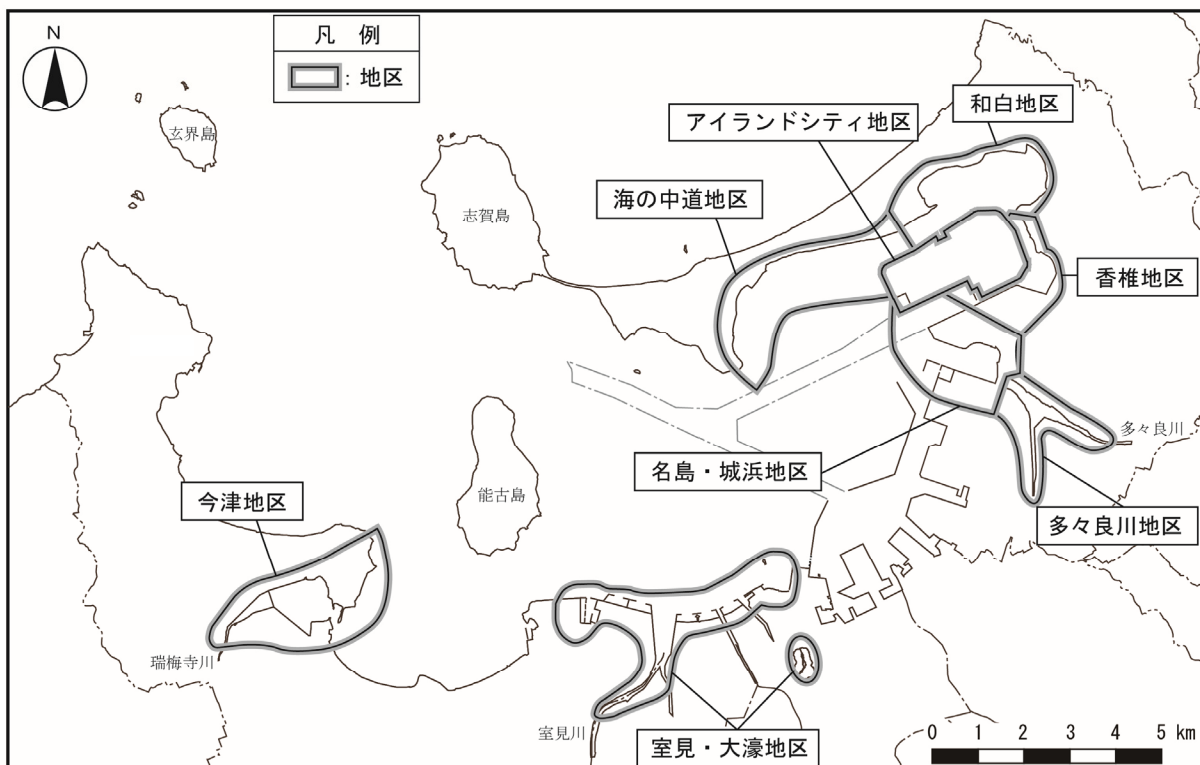 N
凡 例
: 地区
玄界島
志賀島
アイランドシティ地区
和白地区
海の中道地区
香椎地区
多々良川
名島・城浜地区
能古島
今津地区
多々良川地区
瑞梅寺川
室見川
室見・大濠地区
0 1 2 3 4 5 km